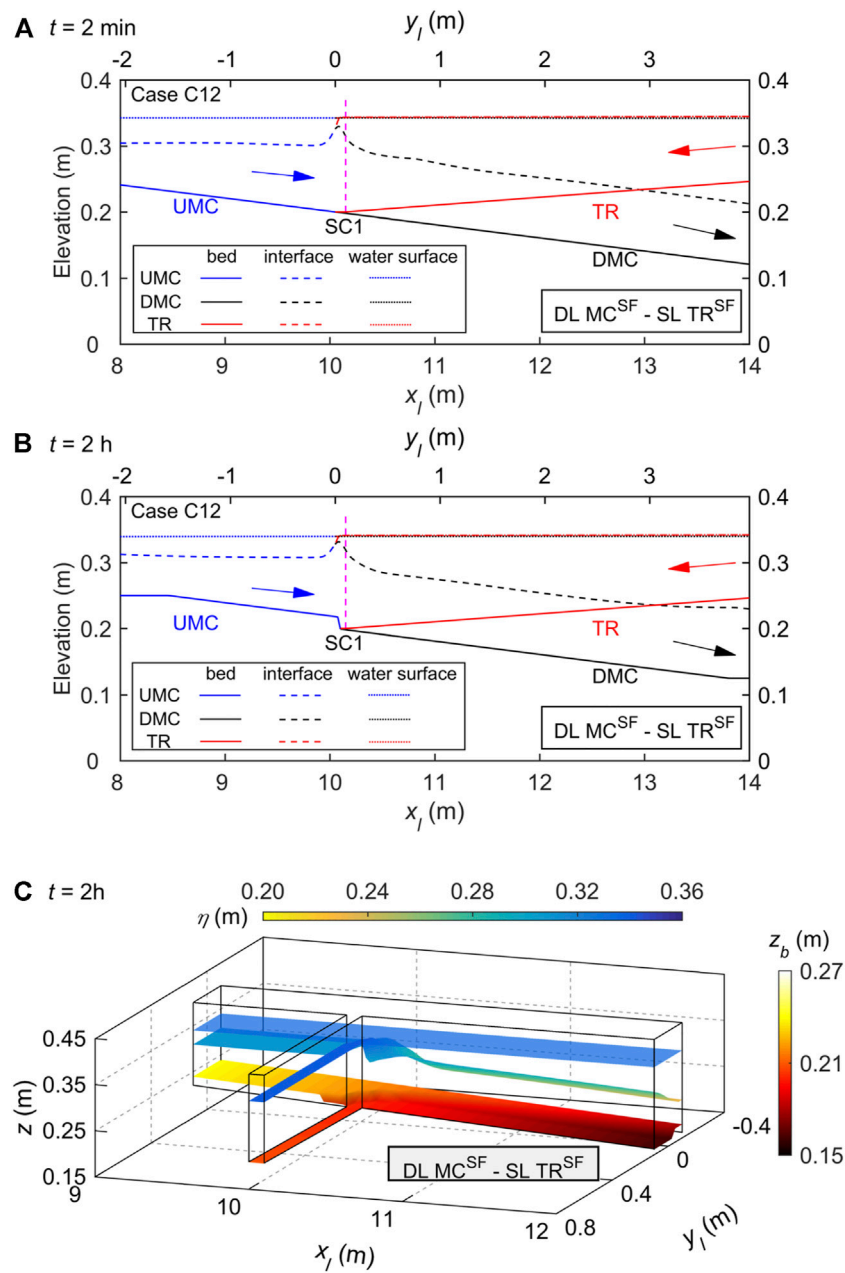 A t = 2 min
y_l (m)
-2 -1 0 1 2 3
0.4 Case C12 0.4
0.3 0.3
0.2 UMC SC1 TR 0.2
0.1 DMC 0.1
0 0
Elevation (m)
bed interface water surface
UMC
DMC
TR
DL MC^SF - SL TR^SF
8 9 10 11 12 13 14
x_l (m)
B t = 2 h
y_l (m)
-2 -1 0 1 2 3
0.4 Case C12 0.4
0.3 0.3
0.2 UMC SC1 TR 0.2
0.1 DMC 0.1
0 0
Elevation (m)
bed interface water surface
UMC
DMC
TR
DL MC^SF - SL TR^SF
8 9 10 11 12 13 14
x_l (m)
C t = 2h
0.20 0.24 0.28 0.32 0.36
η (m)
z_b (m)
0.27
0.21
0.15
0.45
0.35
0.25
0.15
z (m)
DL MC^SF - SL TR^SF
9 10 11 12
x_l (m)
-0.4
0
0.4
0.8
y_l (m)